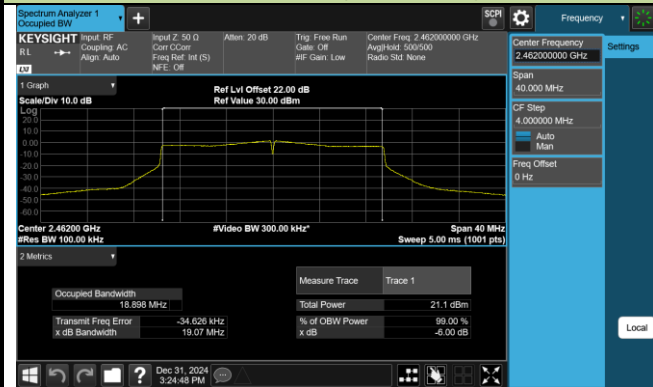 Spectrum Analyzer 1
Occupied BW
+
SCPI
Frequency
KEYSIGHT
RL
LXI
Input: RF
Coupling: AC
Align: Auto
Input Z: 50 Ω
Corr CCorr
Freq Ref: Int (S)
NFE: Off
Atten: 20 dB
Trig: Free Run
Gate: Off
#IF Gain: Low
Center Freq: 2.462000000 GHz
Avg|Hold: 500/500
Radio Std: None
Center Frequency
2.462000000 GHz
Settings
Span
40.000 MHz
CF Step
4.000000 MHz
Auto
Man
Freq Offset
0 Hz
Local
1 Graph
Scale/Div 10.0 dB
Ref Lvl Offset 22.00 dB
Ref Value 30.00 dBm
Log
20.0
10.0
0.00
-10.0
-20.0
-30.0
-40.0
-50.0
-60.0
Center 2.46200 GHz
#Video BW 300.00 kHz*
Span 40 MHz
#Res BW 100.00 kHz
Sweep 5.00 ms (1001 pts)
2 Metrics
Measure Trace Trace 1
Occupied Bandwidth
18.898 MHz
Total Power 21.1 dBm
Transmit Freq Error -34.626 kHz
% of OBW Power 99.00 %
x dB Bandwidth 19.07 MHz
x dB -6.00 dB
?
Dec 31, 2024
3:24:48 PM